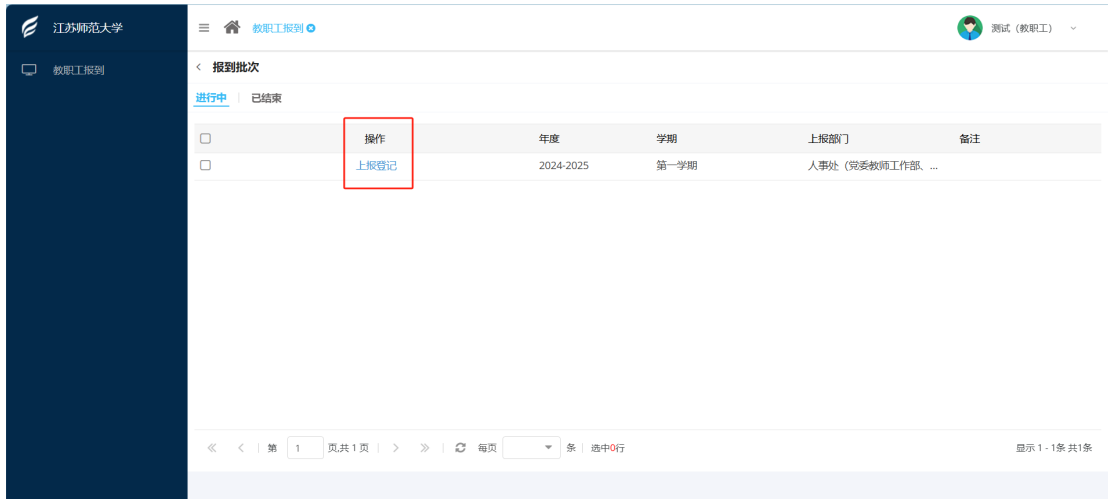 江苏师范大学
教职工报到
测试（教职工）
教职工报到
报到批次
进行中 已结束
操作 年度 学期 上报部门 备注
上报登记 2024-2025 第一学期 人事处（党委教师工作部、...
第 1 页,共 1 页 每页 条 选中0行 显示 1 - 1条 共1条